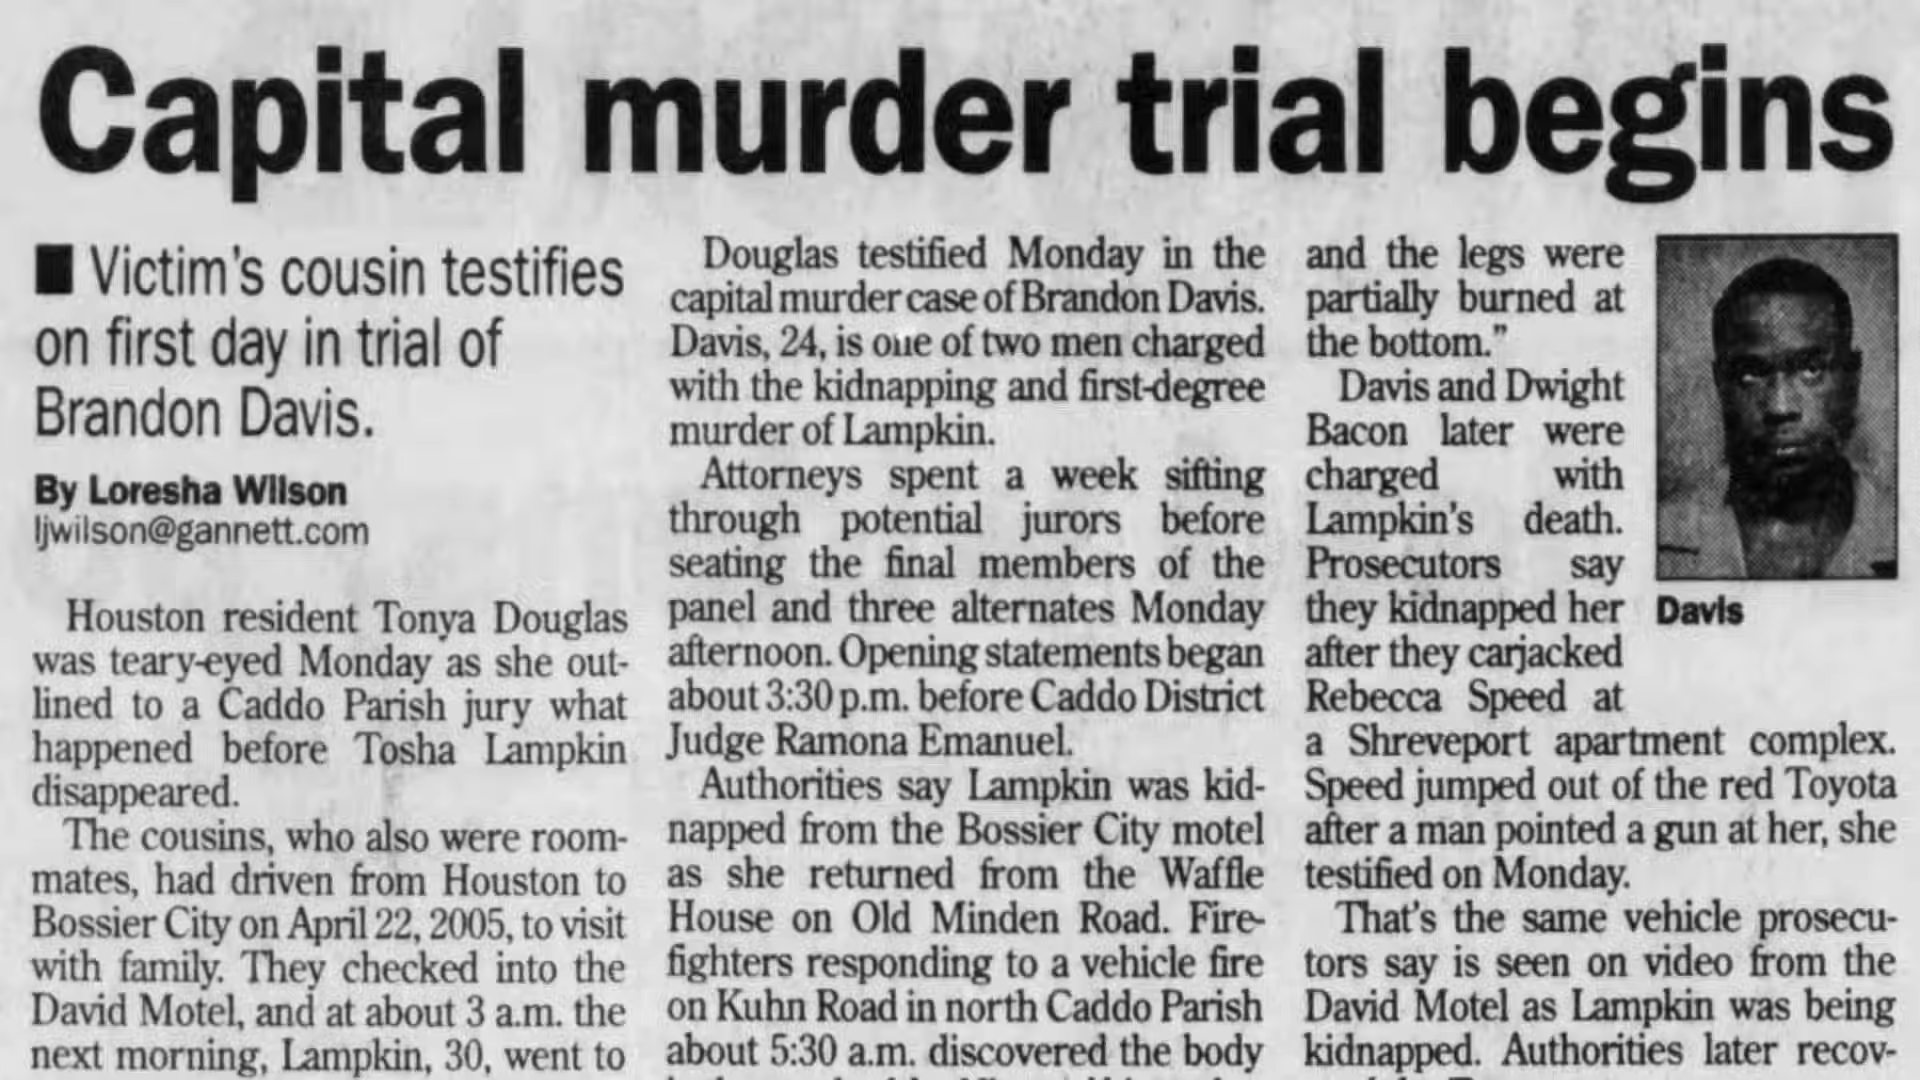 Capital murder trial begins
■ Victim's cousin testifies
on first day in trial of
Brandon Davis.
By Loresha Wilson
ljwilson@gannett.com
Houston resident Tonya Douglas
was teary-eyed Monday as she out-
lined to a Caddo Parish jury what
happened before Tosha Lampkin
disappeared.
The cousins, who also were room-
mates, had driven from Houston to
Bossier City on April 22, 2005, to visit
with family. They checked into the
David Motel, and at about 3 a.m. the
next morning, Lampkin, 30, went to
Douglas testified Monday in the
capital murder case of Brandon Davis.
Davis, 24, is one of two men charged
with the kidnapping and first-degree
murder of Lampkin.
Attorneys spent a week sifting
through potential jurors before
seating the final members of the
panel and three alternates Monday
afternoon. Opening statements began
about 3:30 p.m. before Caddo District
Judge Ramona Emanuel.
Authorities say Lampkin was kid-
napped from the Bossier City motel
as she returned from the Waffle
House on Old Minden Road. Fire-
fighters responding to a vehicle fire
on Kuhn Road in north Caddo Parish
about 5:30 a.m. discovered the body
and the legs were
partially burned at
the bottom."
Davis and Dwight
Bacon later were
charged with
Lampkin's death.
Prosecutors say
they kidnapped her
after they carjacked
Rebecca Speed at
a Shreveport apartment complex.
Speed jumped out of the red Toyota
after a man pointed a gun at her, she
testified on Monday.
That's the same vehicle prosecu-
tors say is seen on video from the
David Motel as Lampkin was being
kidnapped. Authorities later recov-
Davis